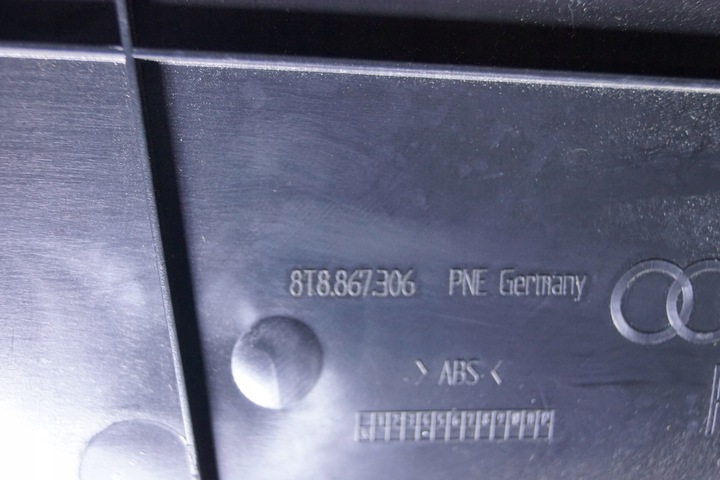 8T8.867.306 PNE Germany
> ABS <